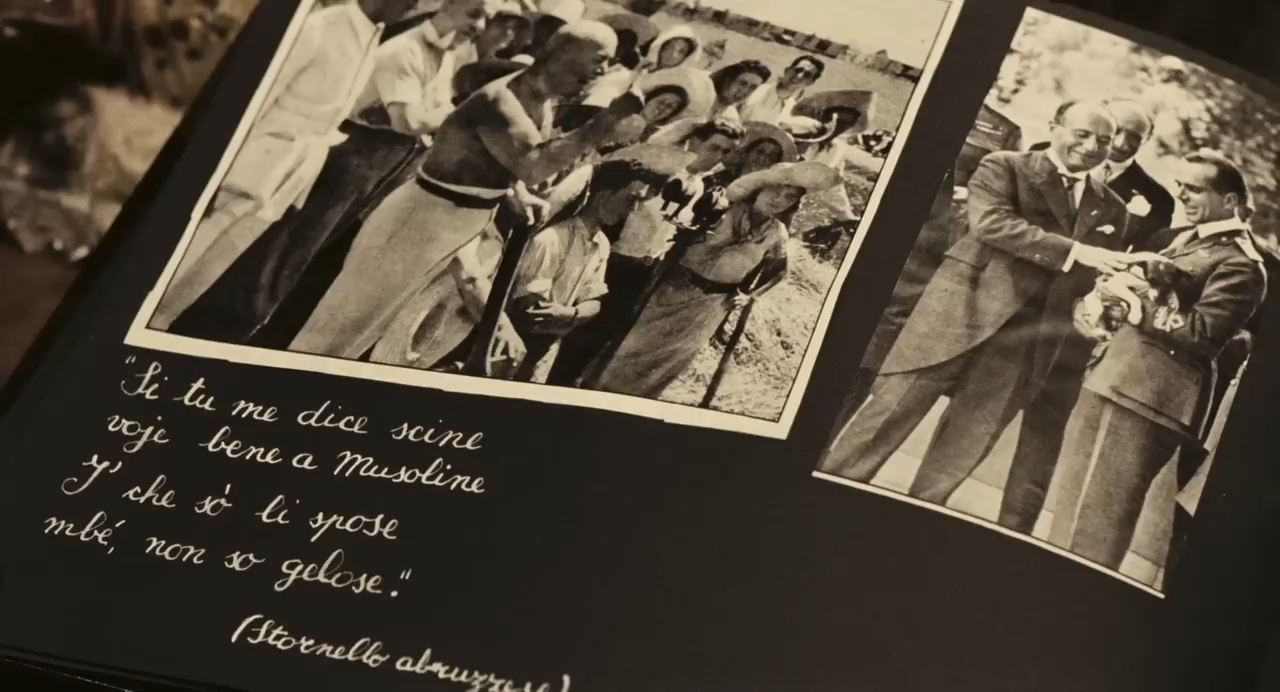 "Si tu me dice scine
voje bene a Musoline
J' che sò li spose
mbé, non so gelose."
(Stornello abruzzese)